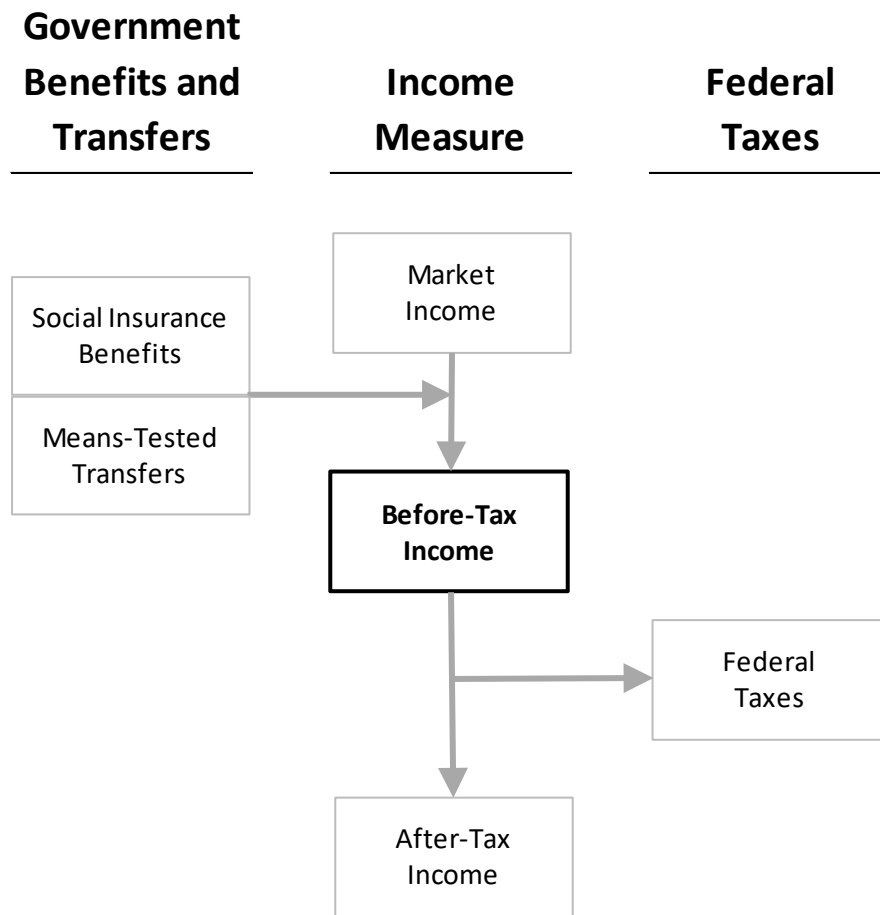 Government
Benefits and
Transfers
Income
Measure
Federal
Taxes
Market
Income
Social Insurance
Benefits
Means-Tested
Transfers
Before-Tax
Income
Federal
Taxes
After-Tax
Income